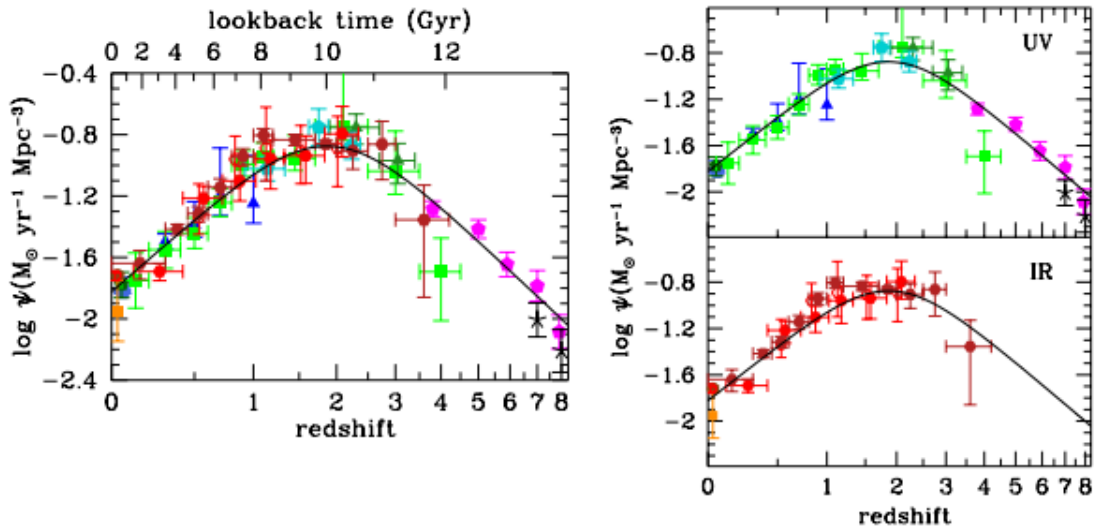 lookback time (Gyr)
0 2 4 6 8 10 12
-0.4
-0.8
-1.2
-1.6
-2
-2.4
log ψ(M⊙ yr⁻¹ Mpc⁻³)
0 1 2 3 4 5 6 7 8
redshift
UV
-0.8
-1.2
-1.6
-2
log ψ(M⊙ yr⁻¹ Mpc⁻³)
IR
-0.8
-1.2
-1.6
-2
0 1 2 3 4 5 6 7 8
redshift